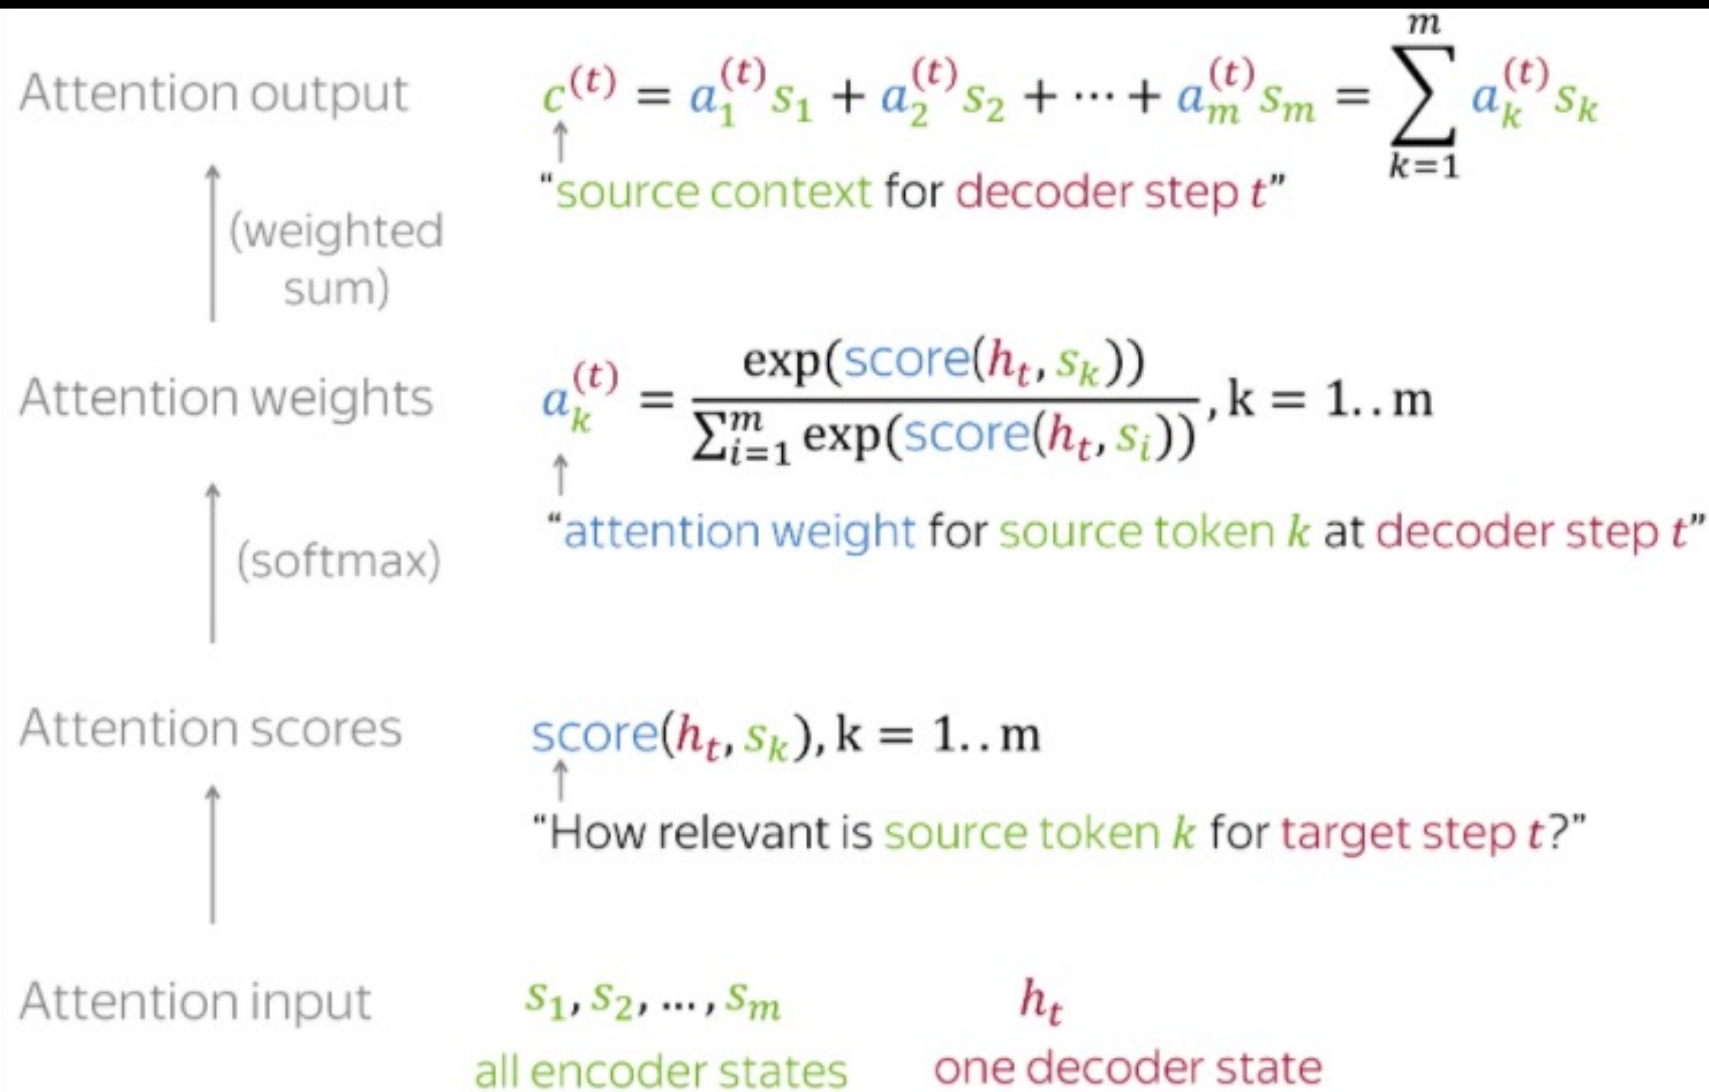 Attention output c^(t) = a_1^(t) s_1 + a_2^(t) s_2 + ⋯ + a_m^(t) s_m = ∑_{k=1}^{m} a_k^(t) s_k
“source context for decoder step t”
(weighted
sum)
Attention weights a_k^(t) = exp(score(h_t, s_k)) / ∑_{i=1}^{m} exp(score(h_t, s_i)), k = 1..m
“attention weight for source token k at decoder step t”
(softmax)
Attention scores score(h_t, s_k), k = 1..m
“How relevant is source token k for target step t?”
Attention input s_1, s_2, …, s_m h_t
all encoder states one decoder state